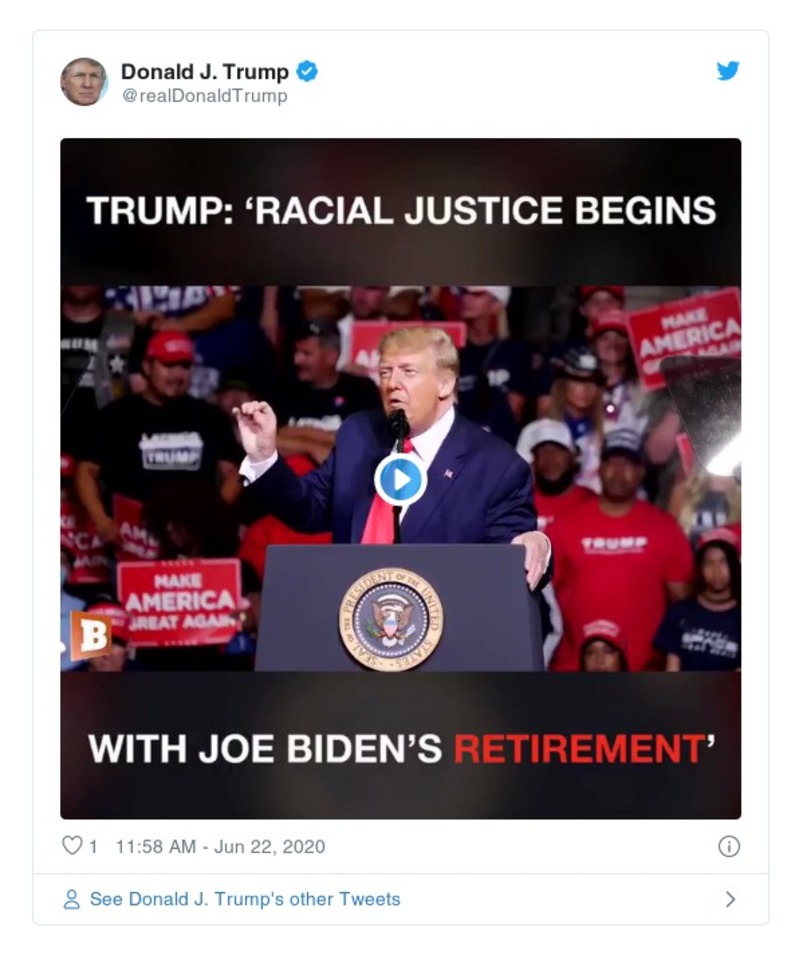 Donald J. Trump
@realDonaldTrump
TRUMP: ‘RACIAL JUSTICE BEGINS
MAKE
AMERICA
TRUMP
TRUMP
MAKE
AMERICA
GREAT AGAIN
PRESIDENT OF THE UNITED
SEAL OF THE
STATES
B
WITH JOE BIDEN’S RETIREMENT’
1 11:58 AM - Jun 22, 2020
See Donald J. Trump's other Tweets